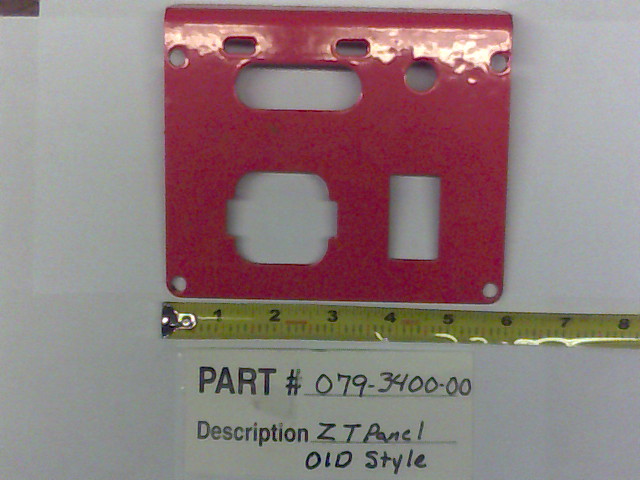 1 2 3 4 5 6 7 8
PART # 079-3400-00
Description ZT Panel
OlD Style